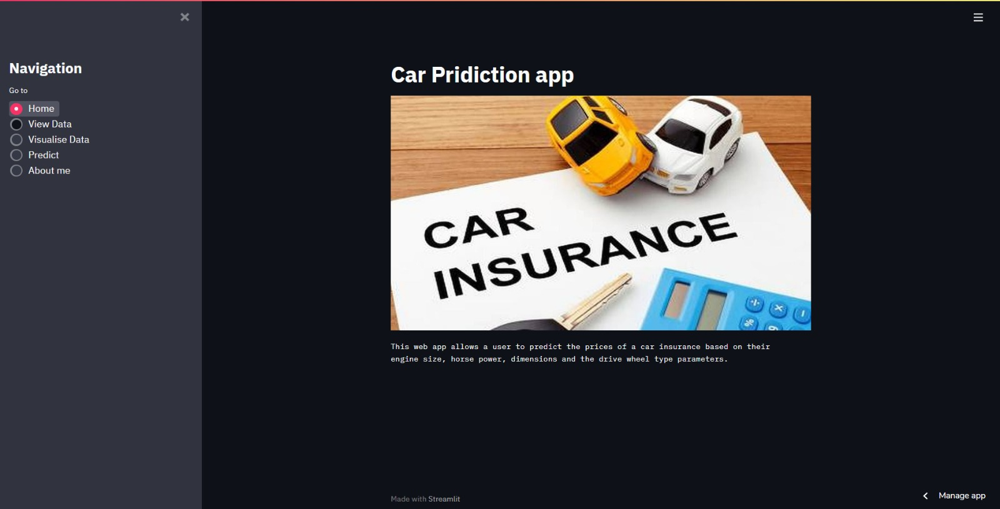 Navigation
Go to
Home
View Data
Visualise Data
Predict
About me
Car Pridiction app
CAR
INSURANCE
This web app allows a user to predict the prices of a car insurance based on their
engine size, horse power, dimensions and the drive wheel type parameters.
Made with Streamlit
Manage app